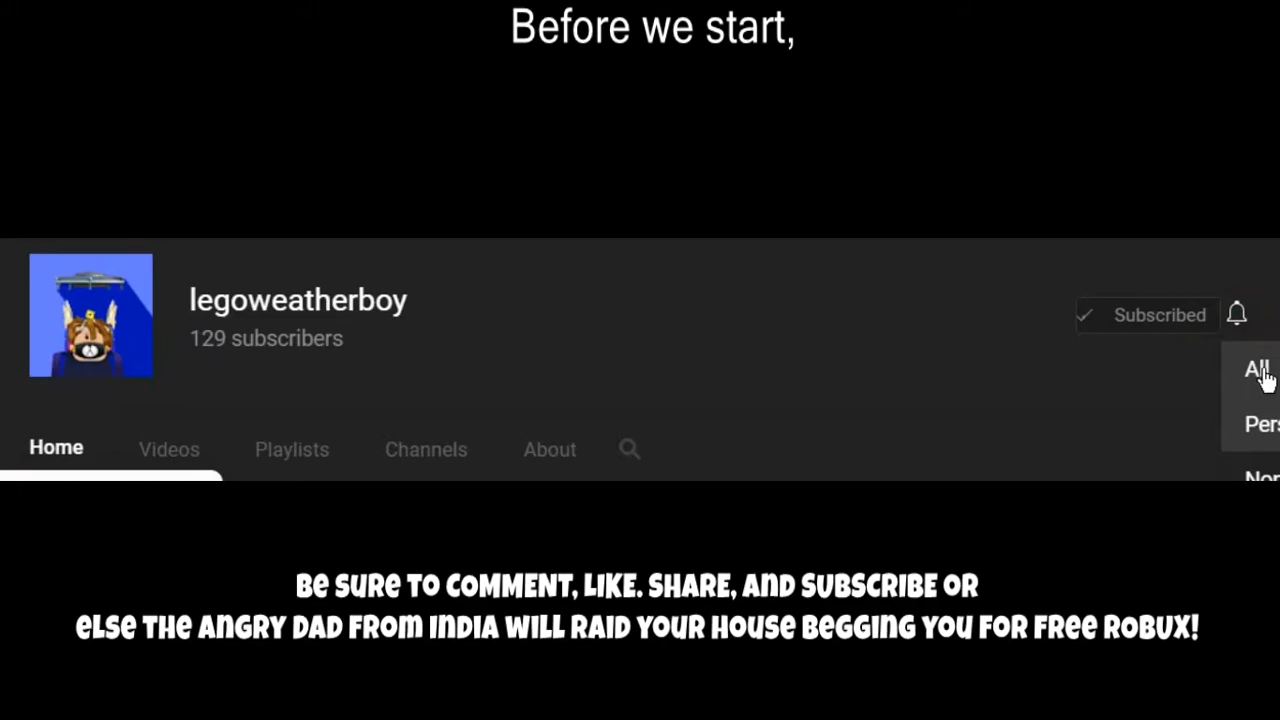 Before we start,
legoweatherboy
129 subscribers
Subscribed
All
Home Videos Playlists Channels About
BE SURE TO COMMENT, LIKE. SHARE, AND SUBSCRIBE OR
ELSE THE ANGRY DAD FROM INDIA WILL RAID YOUR HOUSE BEGGING YOU FOR FREE ROBUX!